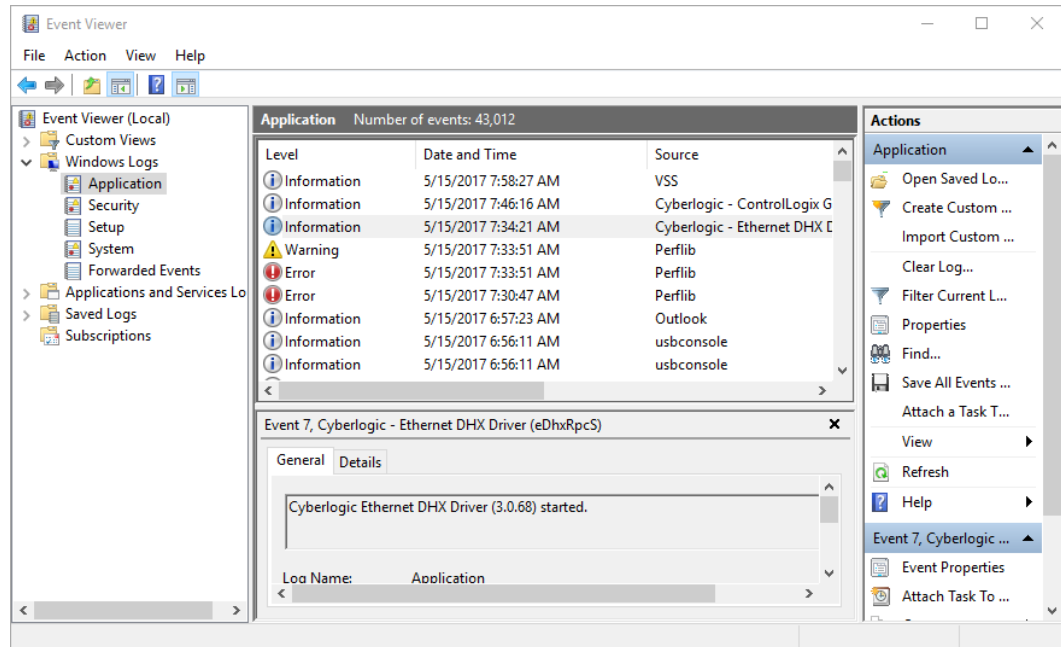 Event Viewer
File Action View Help
Event Viewer (Local)
Custom Views
Windows Logs
Application
Security
Setup
System
Forwarded Events
Applications and Services Lo
Saved Logs
Subscriptions
Application Number of events: 43,012
Level Date and Time Source
Information 5/15/2017 7:58:27 AM VSS
Information 5/15/2017 7:46:16 AM Cyberlogic - ControlLogix G
Information 5/15/2017 7:34:21 AM Cyberlogic - Ethernet DHX D
Warning 5/15/2017 7:33:51 AM Perflib
Error 5/15/2017 7:33:51 AM Perflib
Error 5/15/2017 7:30:47 AM Perflib
Information 5/15/2017 6:57:23 AM Outlook
Information 5/15/2017 6:56:11 AM usbconsole
Information 5/15/2017 6:56:11 AM usbconsole
Event 7, Cyberlogic - Ethernet DHX Driver (eDhxRpcS)
General Details
Cyberlogic Ethernet DHX Driver (3.0.68) started.
Log Name: Application
Actions
Application
Open Saved Lo...
Create Custom ...
Import Custom ...
Clear Log...
Filter Current L...
Properties
Find...
Save All Events ...
Attach a Task T...
View
Refresh
Help
Event 7, Cyberlogic ...
Event Properties
Attach Task To ...